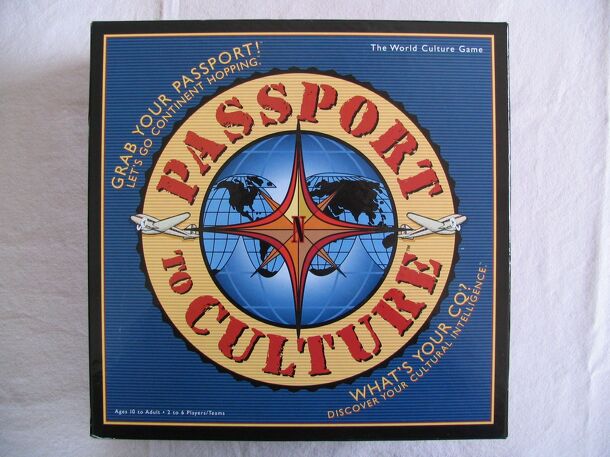 The World Culture Game
GRAB YOUR PASSPORT!
LET'S GO CONTINENT HOPPING.
PASSPORT
TO
CULTURE™
N
WHAT'S YOUR CQ?
DISCOVER YOUR CULTURAL INTELLIGENCE.
Ages 10 to Adult • 2 to 6 Players/Teams